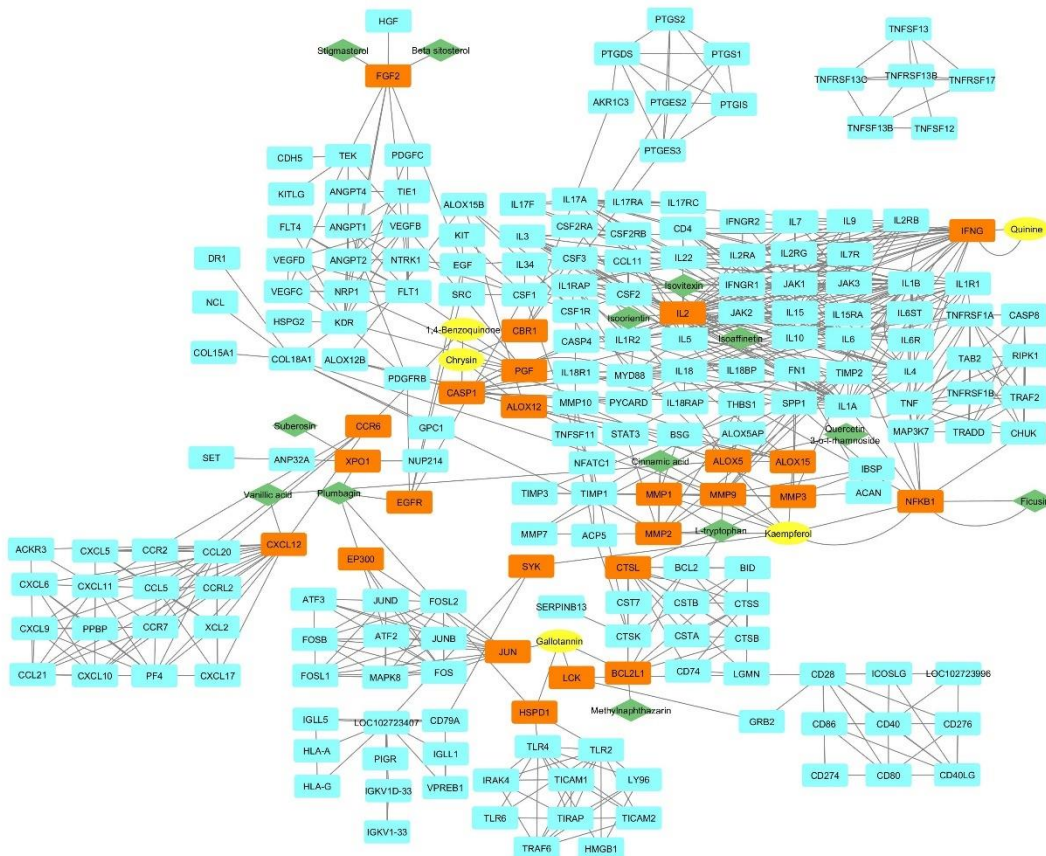 HGF
Stigmasterol
Beta sitosterol
FGF2
PTGS2
PTGDS
PTGS1
AKR1C3
PTGES2
PTGIS
PTGES3
TNFSF13
TNFRSF13C
TNFRSF13B
TNFRSF17
TNFSF13B
TNFSF12
CDH5
TEK
PDGFC
KITLG
ANGPT4
TIE1
FLT4
ANGPT1
VEGFB
DR1
VEGFD
ANGPT2
NTRK1
NCL
VEGFC
NRP1
FLT1
HSPG2
KDR
COL15A1
COL18A1
ALOX12B
PDGFRB
ALOX15B
IL17F
IL17A
IL17RA
IL17RC
KIT
IL3
CSF2RA
CSF2RB
CD4
EGF
IL34
CSF3
CCL11
IL22
SRC
CSF1
IL1RAP
CSF2
Isovitexin
1,4-Benzoquinone
CBR1
CSF1R
Isoorientin
IL2
Chrysin
PGF
CASP4
IL1R2
IL5
Isoaffinetin
CASP1
IL18R1
MYD88
IL18
IL18BP
FN1
ALOX12
MMP10
PYCARD
IL18RAP
THBS1
SPP1
IFNGR2
IL7
IL9
IL2RB
IFNG
Quinine
IL2RA
IL2RG
IL7R
IFNGR1
JAK1
JAK3
IL1B
IL1R1
JAK2
IL15
IL15RA
IL6ST
TNFRSF1A
CASP8
IL10
IL6
IL6R
TAB2
RIPK1
TIMP2
IL4
TNFRSF1B
TRAF2
IL1A
TNF
MAP3K7
TRADD
CHUK
Suberosin
CCR6
GPC1
TNFSF11
STAT3
BSG
ALOX5AP
Quercetin
3-o-l-rhamnoside
SET
ANP32A
XPO1
NUP214
NFATC1
Cinnamic acid
ALOX5
ALOX15
IBSP
Vanillic acid
Plumbagin
EGFR
TIMP3
TIMP1
MMP1
MMP9
MMP3
ACAN
NFKB1
Ficusin
MMP7
ACP5
MMP2
L-tryptophan
Kaempferol
CXCL12
ACKR3
CXCL5
CCR2
CCL20
CXCL6
CXCL11
CCL5
CCRL2
CXCL9
PPBP
CCR7
XCL2
CCL21
CXCL10
PF4
CXCL17
EP300
SYK
CTSL
BCL2
BID
ATF3
JUND
FOSL2
SERPINB13
CST7
CSTB
CTSS
FOSB
ATF2
JUNB
JUN
Gallotannin
CTSK
CSTA
CTSB
FOSL1
MAPK8
FOS
LCK
BCL2L1
CD74
LGMN
Methylnaphthazarin
HSPD1
GRB2
CD28
ICOSLG
LOC102723996
CD86
CD40
CD276
CD274
CD80
CD40LG
IGLL5
LOC102723407
CD79A
HLA-A
PIGR
IGLL1
HLA-G
IGKV1D-33
VPREB1
IGKV1-33
TLR4
TLR2
IRAK4
TICAM1
LY96
TLR6
TIRAP
TICAM2
TRAF6
HMGB1